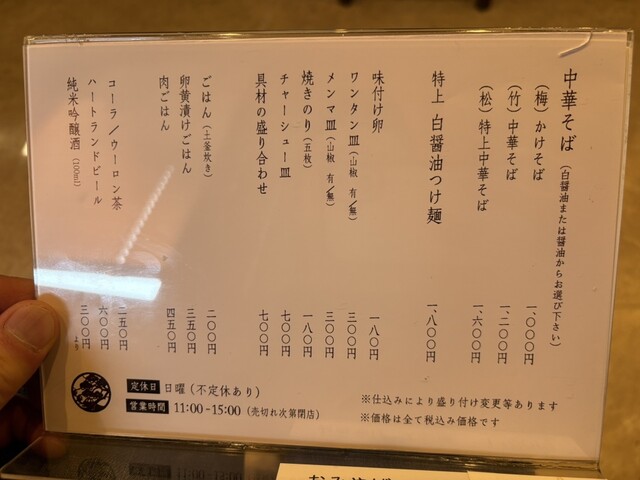 中華そば（白醤油または醤油からお選び下さい）
（梅）かけそば 一、〇〇〇円
（竹）中華そば 一、二〇〇円
（松）特上中華そば 一、六〇〇円
特上 白醤油つけ麺 一、八〇〇円
味付け卵 一八〇円
ワンタン皿（山椒 有／無） 三〇〇円
メンマ皿（山椒 有／無） 三〇〇円
焼きのり（五枚） 一八〇円
チャーシュー皿 七〇〇円
具材の盛り合わせ 七〇〇円
ごはん（土釜炊き） 二〇〇円
卵黄漬けごはん 三五〇円
肉ごはん 四五〇円
コーラ／ウーロン茶 二五〇円
ハートランドビール 六〇〇円
純米吟醸酒（100ml） 三〇〇円より
定休日 日曜（不定休あり）
営業時間 11:00-15:00（売切れ次第閉店）
※仕込みにより盛り付け変更等あります
※価格は全て税込み価格です